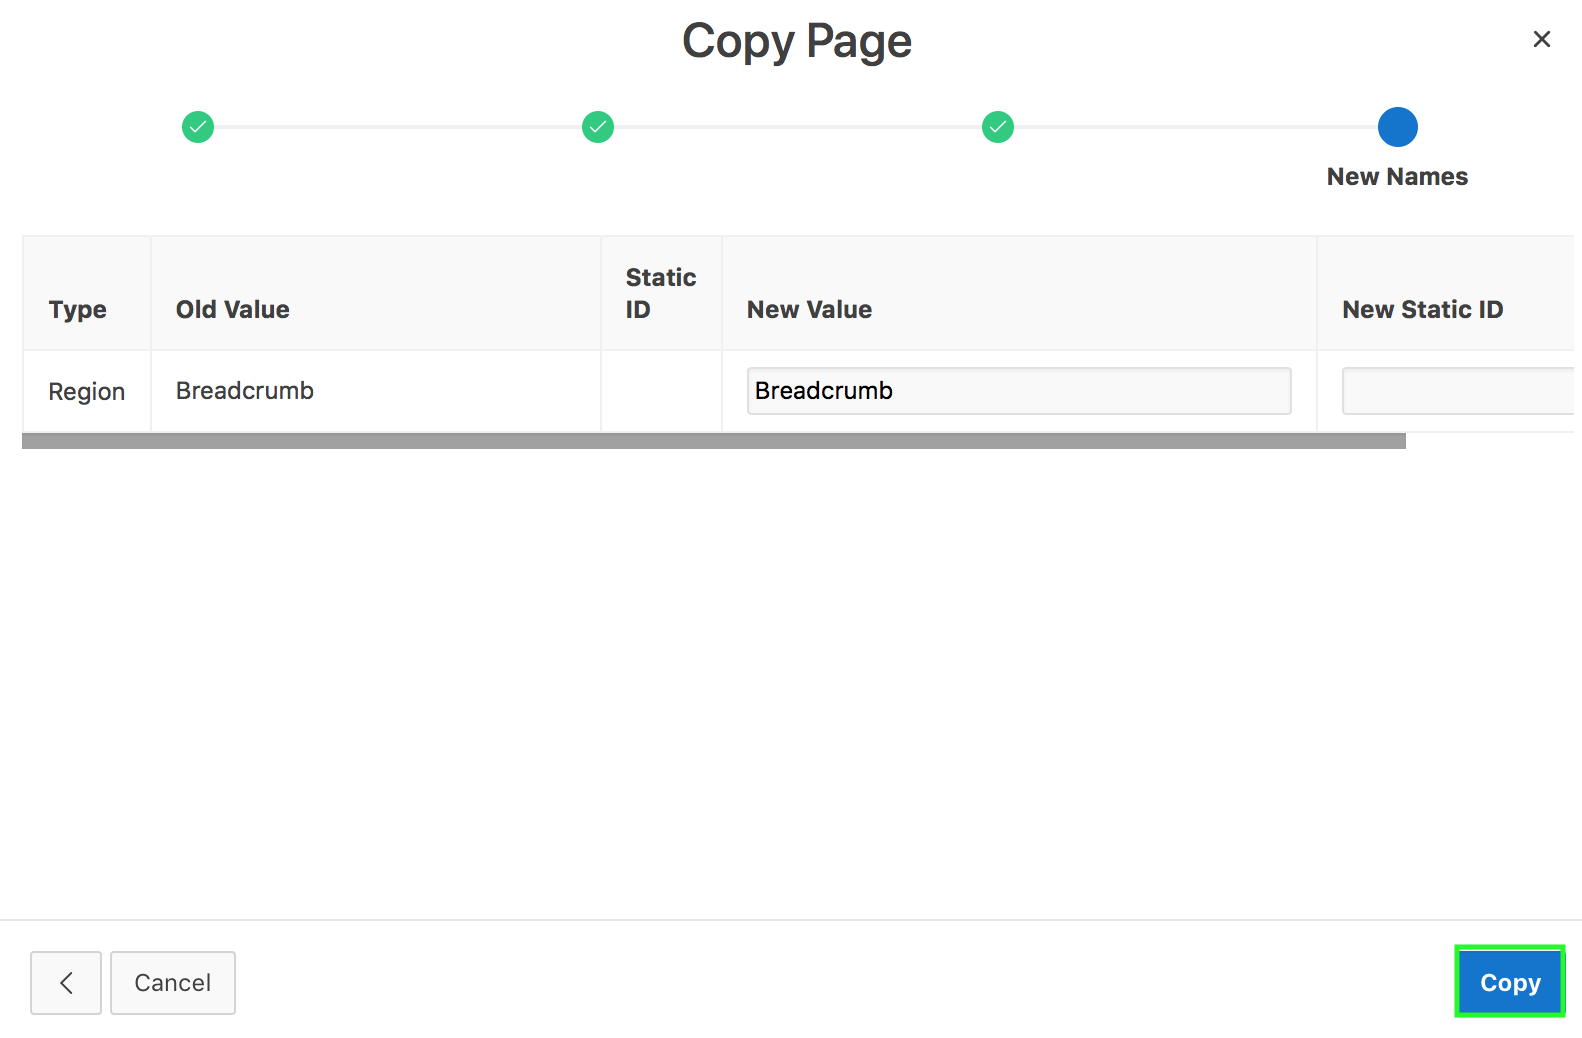 Copy Page
New Names
Type
Old Value
Static
ID
New Value
New Static ID
Region
Breadcrumb
Breadcrumb
Cancel
Copy